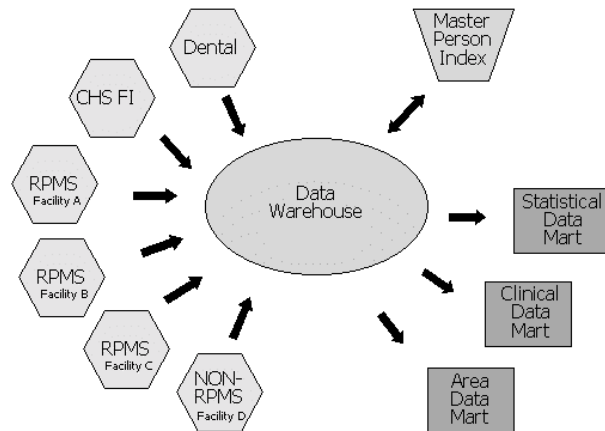 Dental
Master
Person
Index
CHS FI
RPMS
Facility A
Data
Warehouse
Statistical
Data
Mart
RPMS
Facility B
Clinical
Data
Mart
RPMS
Facility C
NON-
RPMS
Facility D
Area
Data
Mart